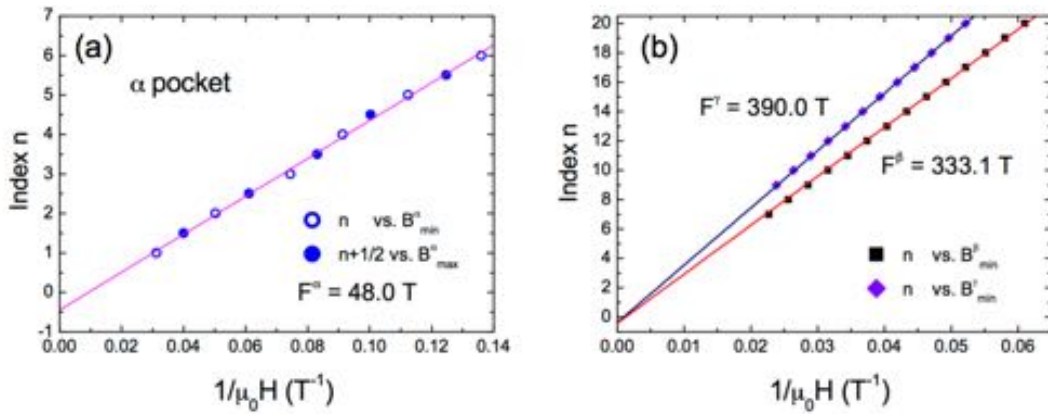 (a)
α pocket
Index n
6
5
4
3
2
1
0
-1
n vs. B^α_min
n+1/2 vs. B^α_max
F^α = 48.0 T
0.00 0.02 0.04 0.06 0.08 0.10 0.12 0.14
1/μ₀H (T⁻¹)
(b)
Index n
20
18
16
14
12
10
8
6
4
2
0
F^γ = 390.0 T
F^β = 333.1 T
n vs. B^β_min
n vs. B^γ_min
0.00 0.01 0.02 0.03 0.04 0.05 0.06
1/μ₀H (T⁻¹)